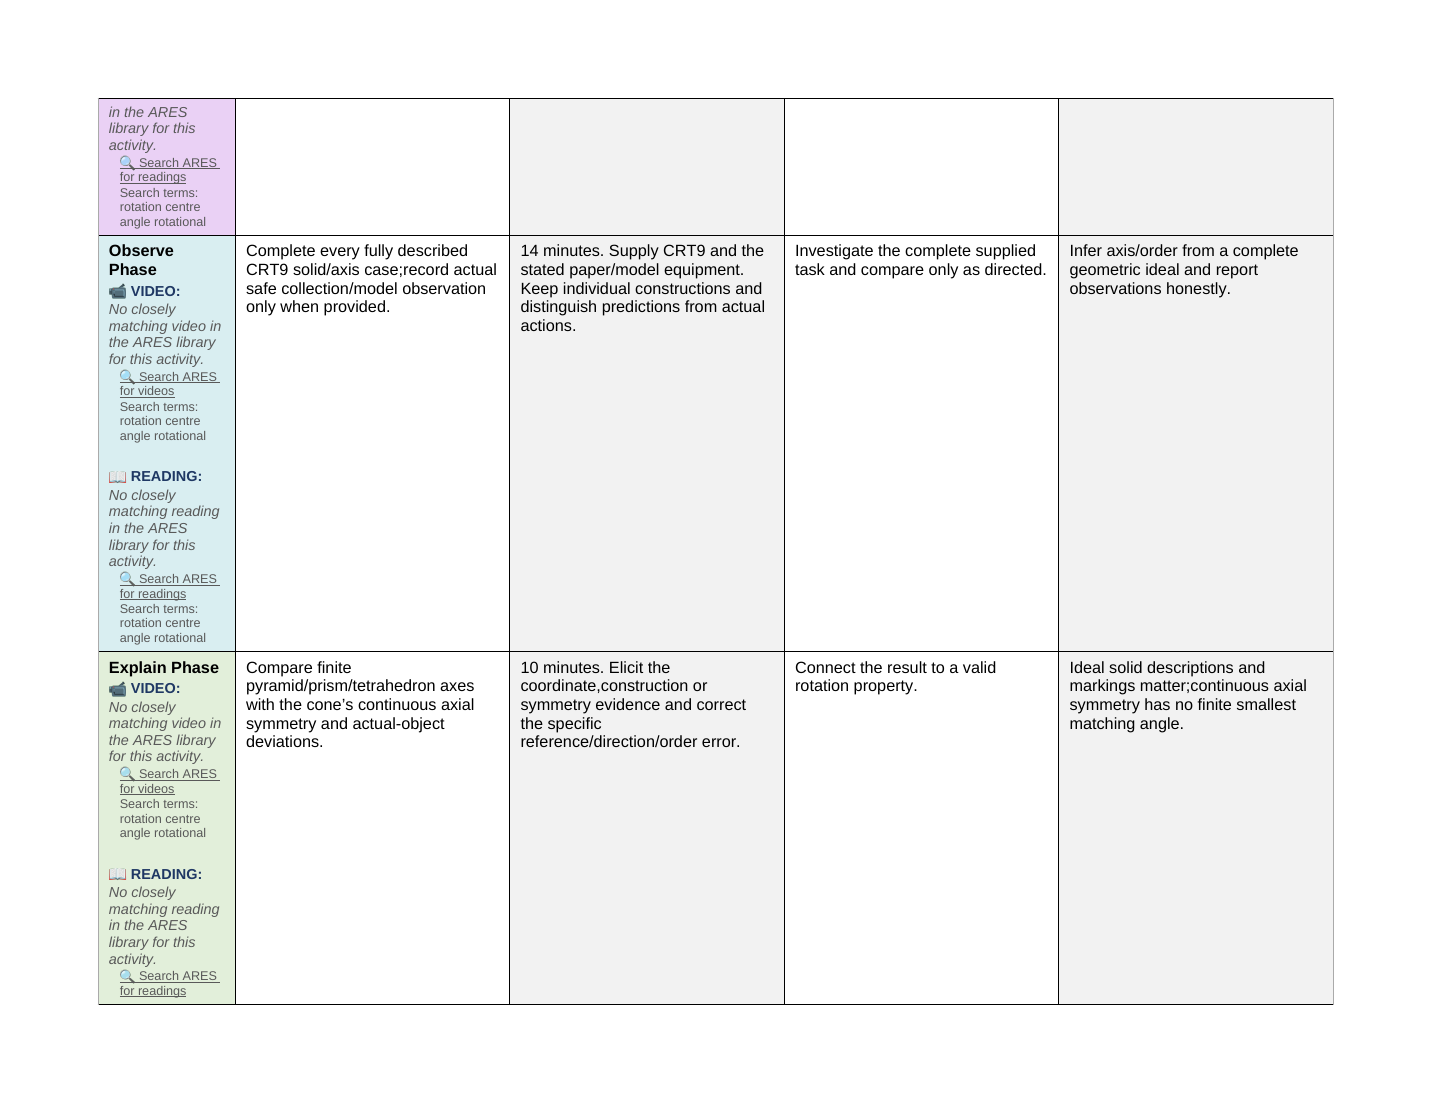 in the ARES
library for this
activity.
🔍 Search ARES
for readings
Search terms:
rotation centre
angle rotational
Observe
Phase
📹 VIDEO:
No closely
matching video in
the ARES library
for this activity.
🔍 Search ARES
for videos
Search terms:
rotation centre
angle rotational
📖 READING:
No closely
matching reading
in the ARES
library for this
activity.
🔍 Search ARES
for readings
Search terms:
rotation centre
angle rotational
Complete every fully described
CRT9 solid/axis case;record actual
safe collection/model observation
only when provided.
14 minutes. Supply CRT9 and the
stated paper/model equipment.
Keep individual constructions and
distinguish predictions from actual
actions.
Investigate the complete supplied
task and compare only as directed.
Infer axis/order from a complete
geometric ideal and report
observations honestly.
Explain Phase
📹 VIDEO:
No closely
matching video in
the ARES library
for this activity.
🔍 Search ARES
for videos
Search terms:
rotation centre
angle rotational
📖 READING:
No closely
matching reading
in the ARES
library for this
activity.
🔍 Search ARES
for readings
Compare finite
pyramid/prism/tetrahedron axes
with the cone’s continuous axial
symmetry and actual-object
deviations.
10 minutes. Elicit the
coordinate,construction or
symmetry evidence and correct
the specific
reference/direction/order error.
Connect the result to a valid
rotation property.
Ideal solid descriptions and
markings matter;continuous axial
symmetry has no finite smallest
matching angle.